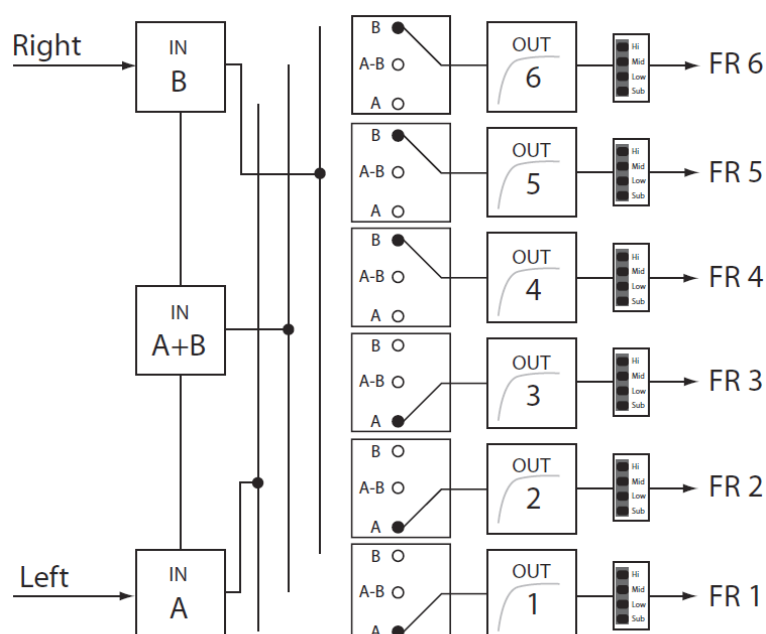 Right
IN
B
B
A-B
A
OUT
6
Hi
Mid
Low
Sub
FR 6
B
A-B
A
OUT
5
Hi
Mid
Low
Sub
FR 5
IN
A+B
B
A-B
A
OUT
4
Hi
Mid
Low
Sub
FR 4
B
A-B
A
OUT
3
Hi
Mid
Low
Sub
FR 3
B
A-B
A
OUT
2
Hi
Mid
Low
Sub
FR 2
Left
IN
A
B
A-B
A
OUT
1
Hi
Mid
Low
Sub
FR 1